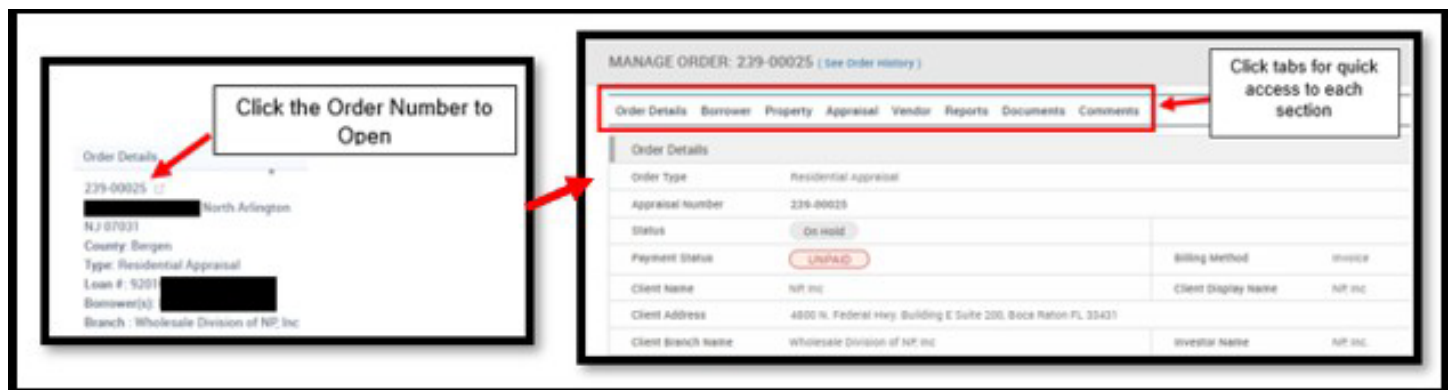 Click the Order Number to
Open
Order Details
239-00025
North Arlington
NJ 07031
County: Bergen
Type: Residential Appraisal
Loan #: 9201
Borrower(s):
Branch : Wholesale Division of NP, Inc
MANAGE ORDER: 239-00025 ( See Order History )
Click tabs for quick
access to each
section
Order Details Borrower Property Appraisal Vendor Reports Documents Comments
Order Details
Order Type Residential Appraisal
Appraisal Number 239-00025
Status On Hold
Payment Status UNPAID Billing Method Invoice
Client Name NP, Inc Client Display Name NP, Inc
Client Address 4800 N. Federal Hwy. Building E Suite 200, Boca Raton FL 33431
Client Branch Name Wholesale Division of NP, Inc Investor Name NP, Inc.